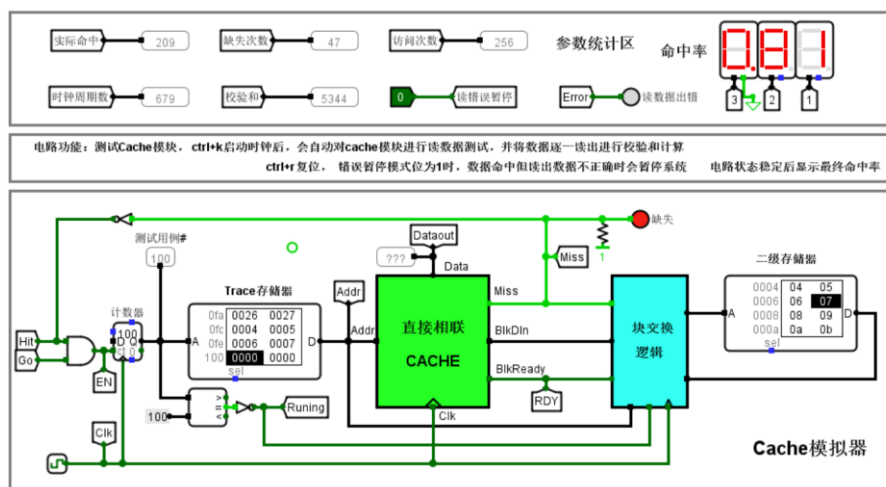 实际命中 209 缺失次数 47 访问次数 256 参数统计区 命中率 0.81
时钟周期数 679 校验和 5344 0 读错误暂停 Error 读数据出错 3 2 1
电路功能：测试Cache模块，ctrl+k启动时钟后，会自动对cache模块进行读数据测试，并将数据逐一读出进行校验和计算
ctrl+r复位，错误暂停模式位为1时，数据命中但读出数据不正确时会暂停系统 电路状态稳定后显示最终命中率
缺失
测试用例# Dataout 1
100 ??? Data Miss 二级存储器
Trace存储器 Addr Miss
计数器 0004 04 05
0fa 0026 0027 A 0006 06 07 D
100 0fc 0004 0005 直接相联 块交换 0008 08 09
Hit D Q A 0fe 0006 0007 D Addr CACHE BlkDIn 逻辑 000a 0a 0b
Go ct 0 100 0000 0000 sel
sel BlkReady
EN > RDY
= Runing
100 < Clk
Clk
Cache模拟器